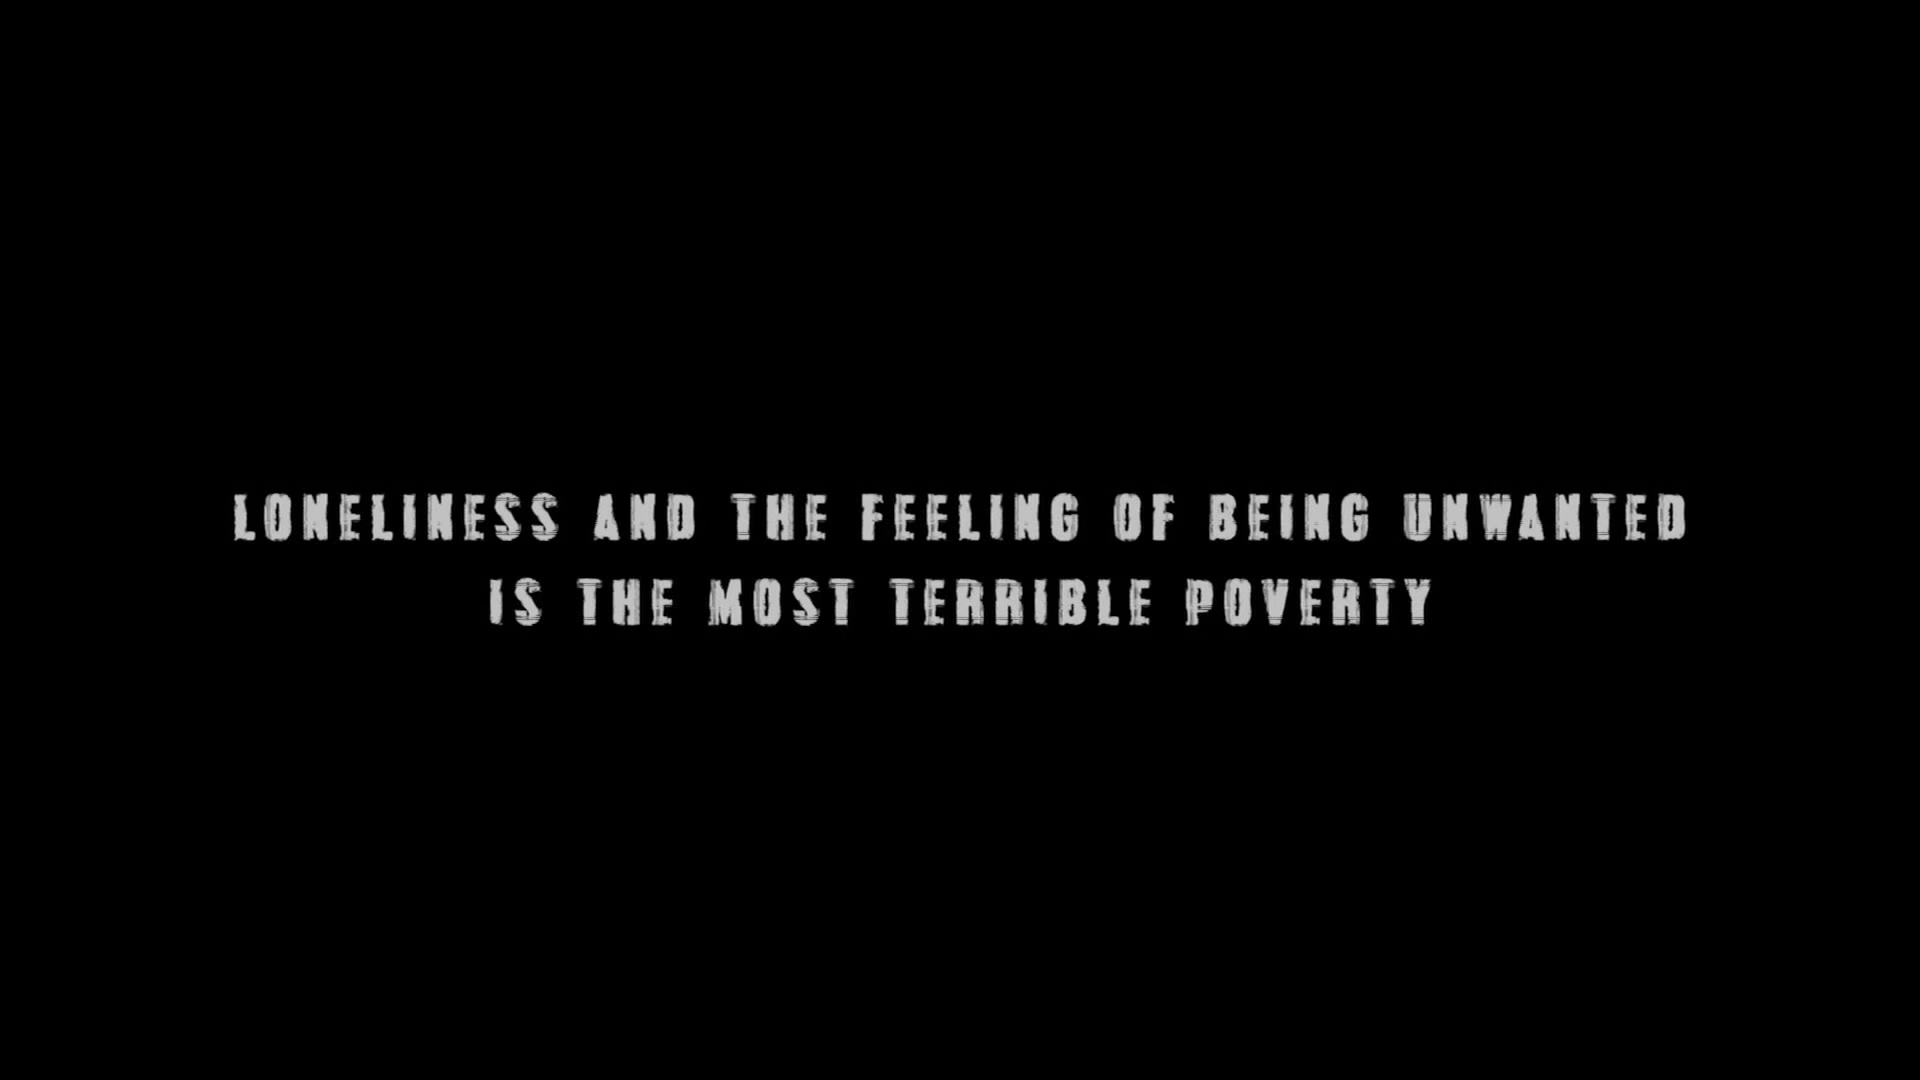 LONELINESS AND THE FEELING OF BEING UNWANTED
IS THE MOST TERRIBLE POVERTY